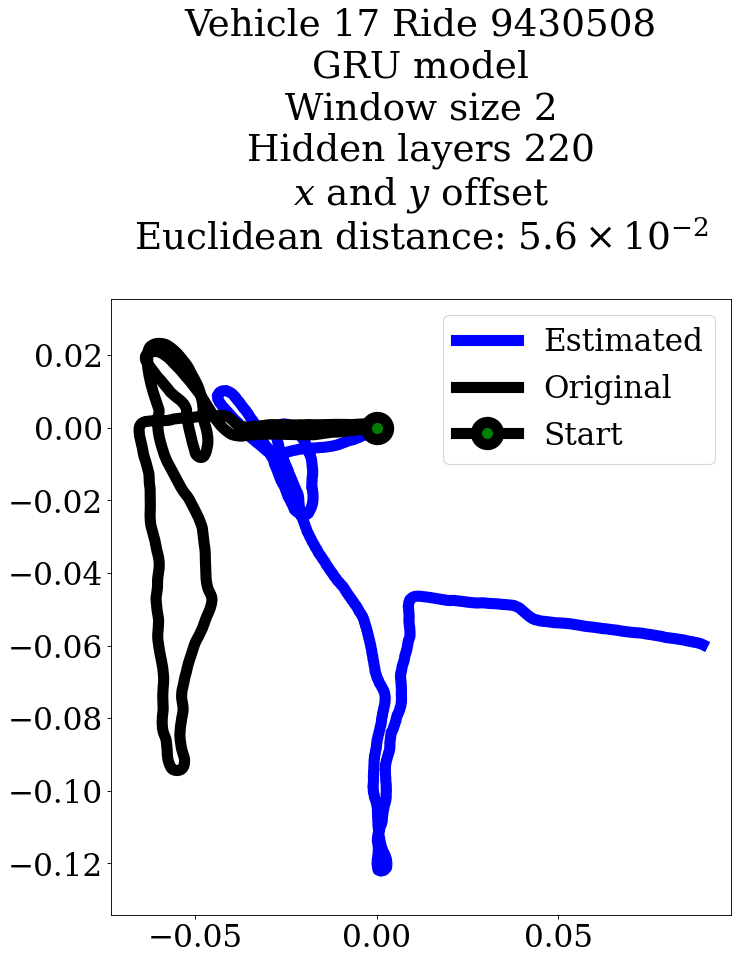 Vehicle 17 Ride 9430508
GRU model
Window size 2
Hidden layers 220
x and y offset
Euclidean distance: 5.6 × 10⁻²
Estimated
Original
Start
0.02
0.00
−0.02
−0.04
−0.06
−0.08
−0.10
−0.12
−0.05 0.00 0.05